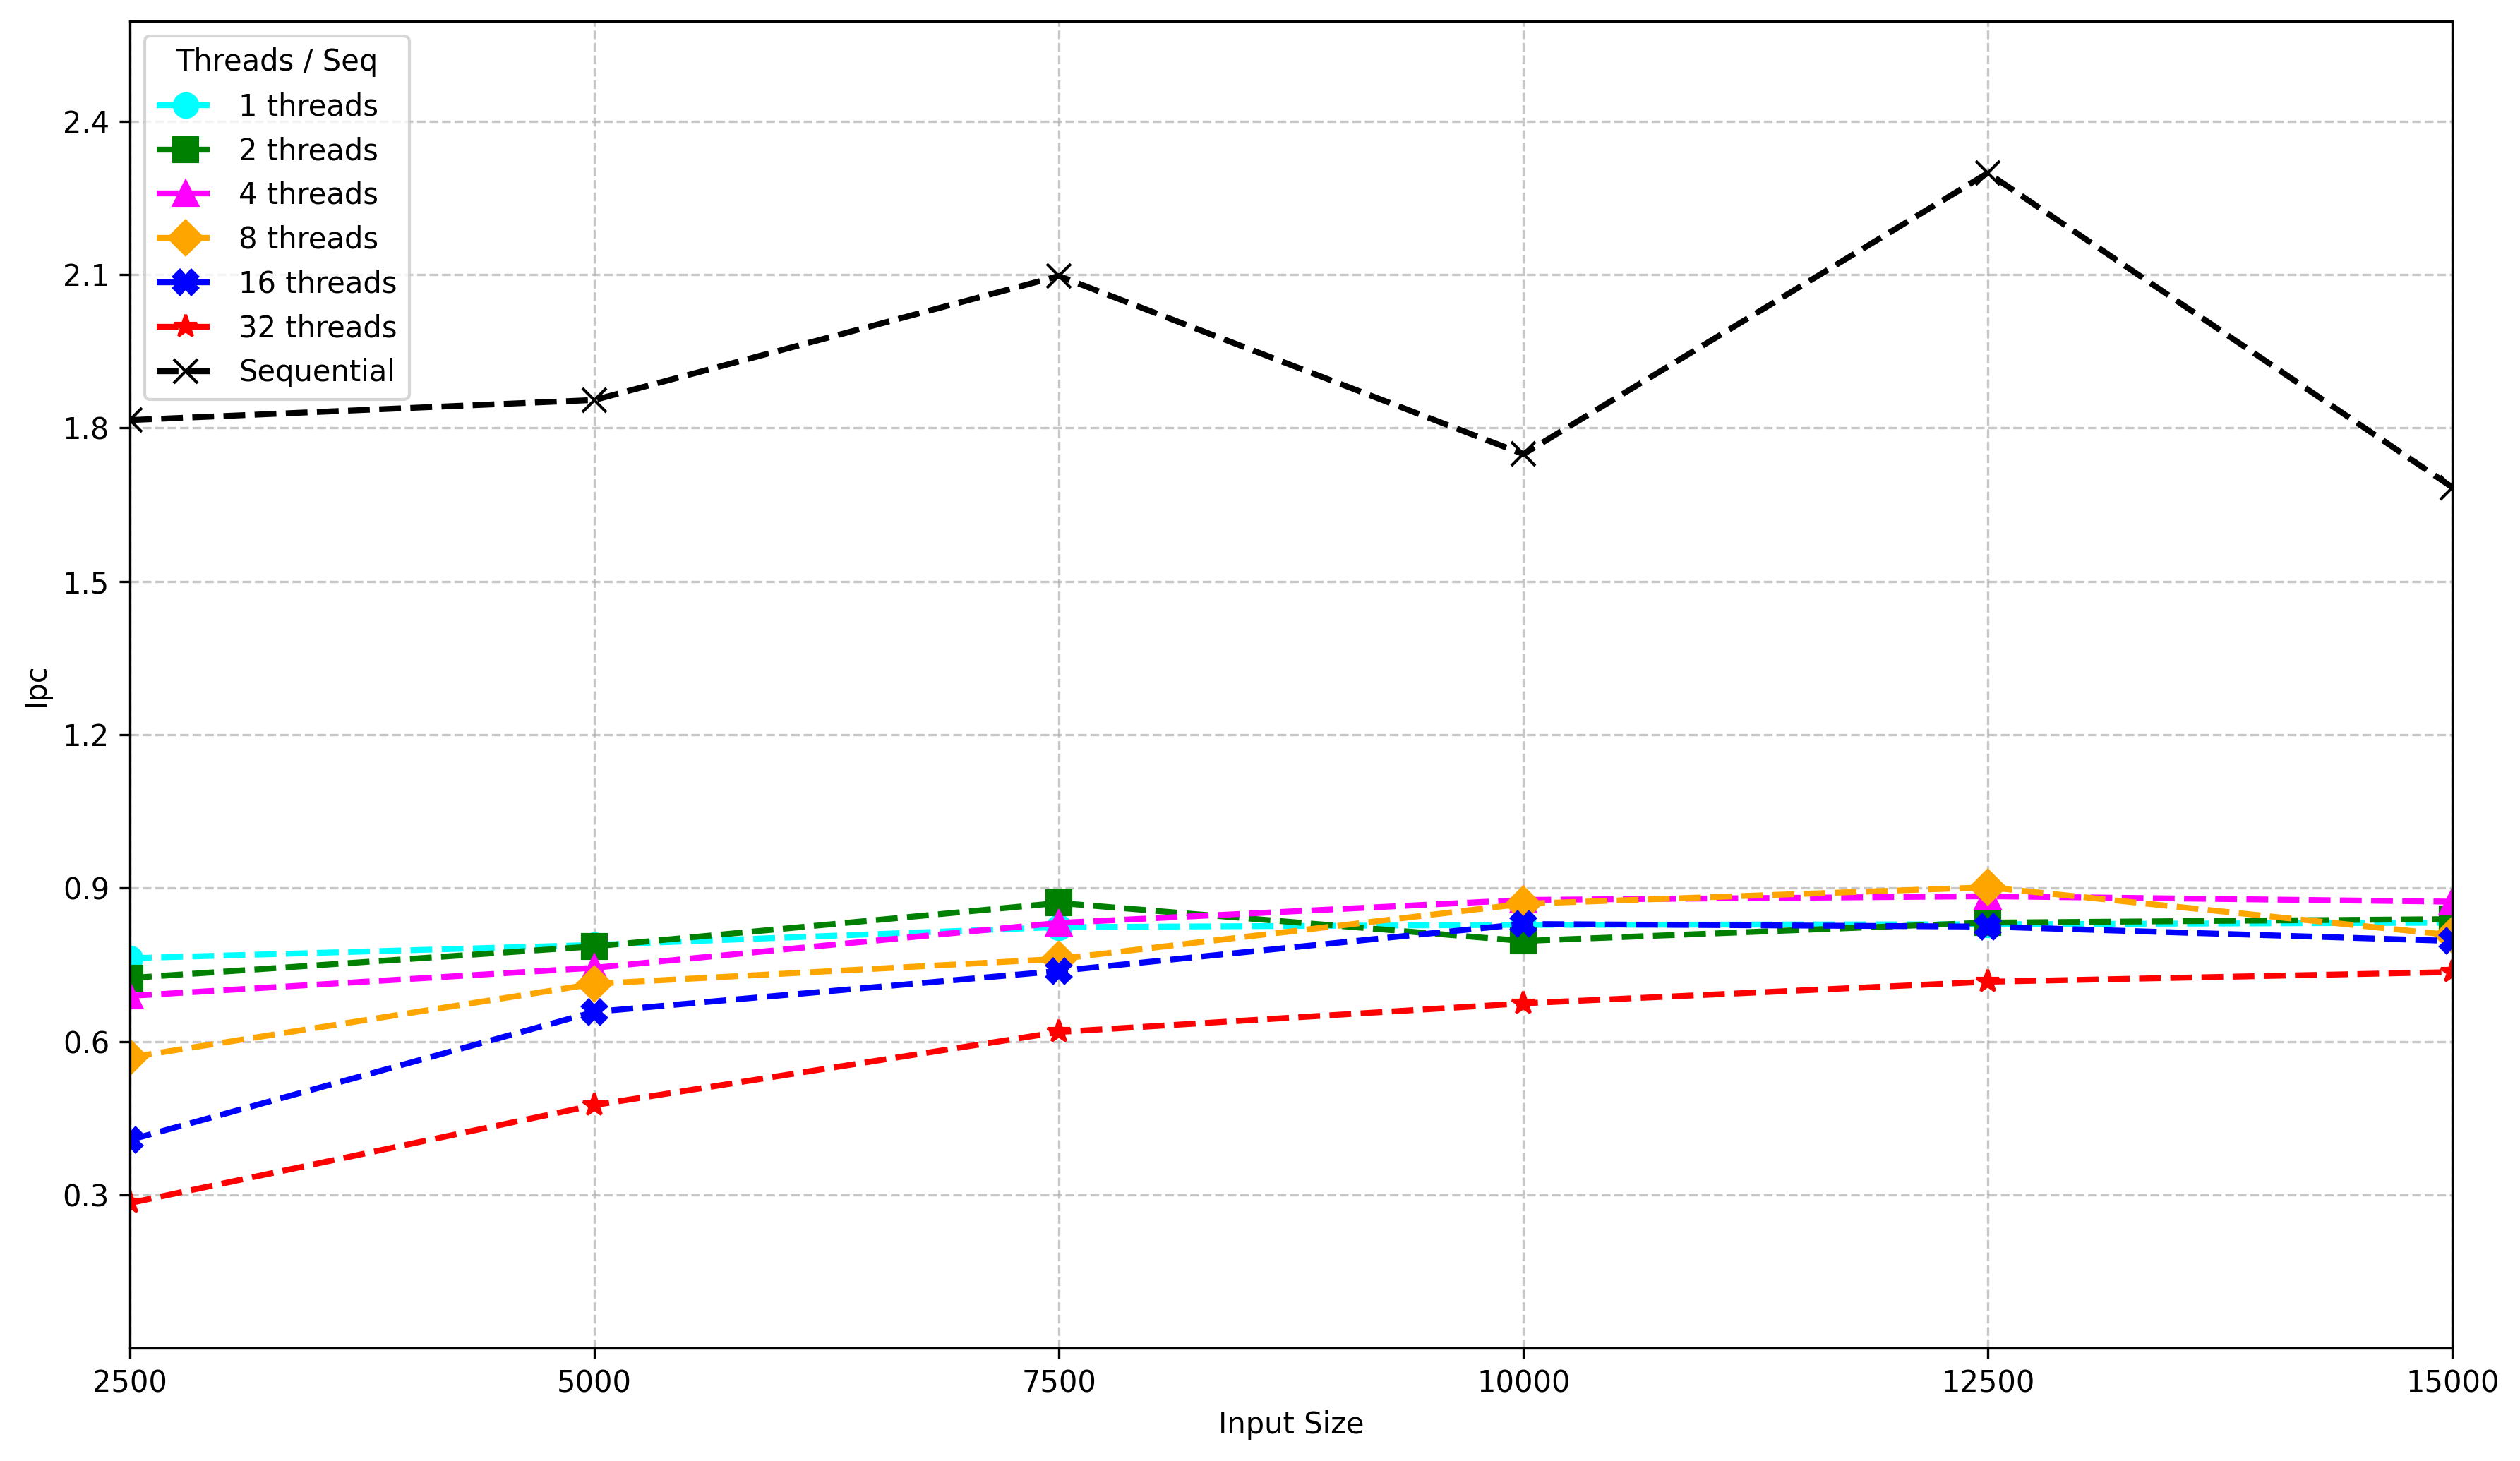 Threads / Seq
1 threads
2 threads
4 threads
8 threads
16 threads
32 threads
Sequential
2.4
2.1
1.8
1.5
1.2
0.9
0.6
0.3
Ipc
2500 5000 7500 10000 12500 15000
Input Size